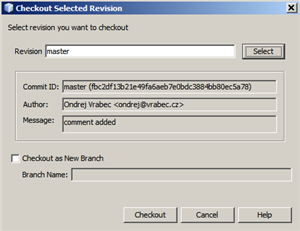 Checkout Selected Revision
Select revision you want to checkout
Revision master Select
Commit ID: master (fbc2df13b21e49fa6aeb7e0bdc3884bb80ec5a78)
Author: Ondrej Vrabec <ondrej@vrabec.cz>
Message: comment added
Checkout as New Branch
Branch Name:
Checkout Cancel Help